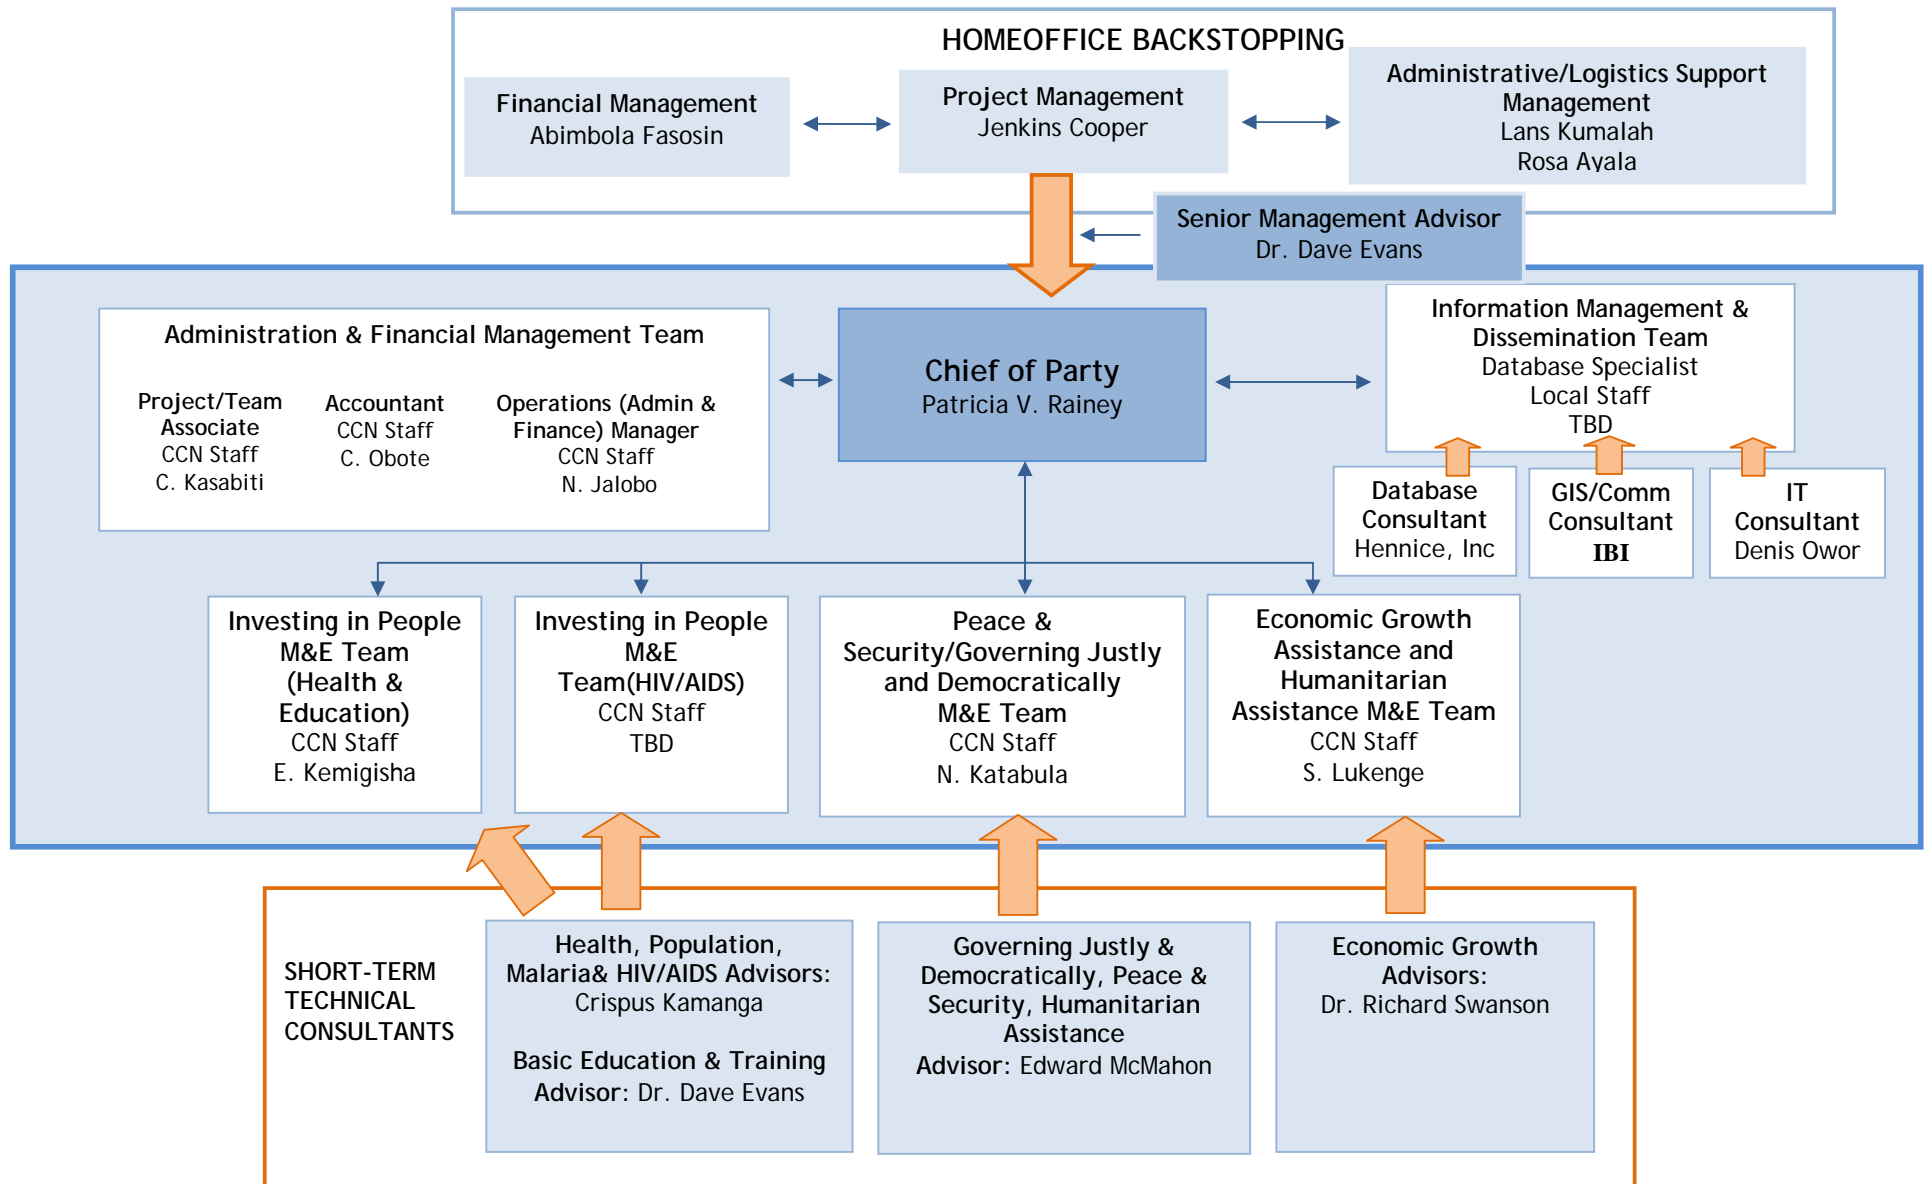 HOMEOFFICE BACKSTOPPING
Financial Management
Abimbola Fasosin
Project Management
Jenkins Cooper
Administrative/Logistics Support
Management
Lans Kumalah
Rosa Ayala
Senior Management Advisor
Dr. Dave Evans
Administration & Financial Management Team
Project/Team
Associate
CCN Staff
C. Kasabiti
Accountant
CCN Staff
C. Obote
Operations (Admin &
Finance) Manager
CCN Staff
N. Jalobo
Chief of Party
Patricia V. Rainey
Information Management &
Dissemination Team
Database Specialist
Local Staff
TBD
Database
Consultant
Hennice, Inc
GIS/Comm
Consultant
IBI
IT
Consultant
Denis Owor
Investing in People
M&E Team
(Health &
Education)
CCN Staff
E. Kemigisha
Investing in People
M&E
Team(HIV/AIDS)
CCN Staff
TBD
Peace &
Security/Governing Justly
and Democratically
M&E Team
CCN Staff
N. Katabula
Economic Growth
Assistance and
Humanitarian
Assistance M&E Team
CCN Staff
S. Lukenge
SHORT-TERM
TECHNICAL
CONSULTANTS
Health, Population,
Malaria& HIV/AIDS Advisors:
Crispus Kamanga
Basic Education & Training
Advisor: Dr. Dave Evans
Governing Justly &
Democratically, Peace &
Security, Humanitarian
Assistance
Advisor: Edward McMahon
Economic Growth
Advisors:
Dr. Richard Swanson